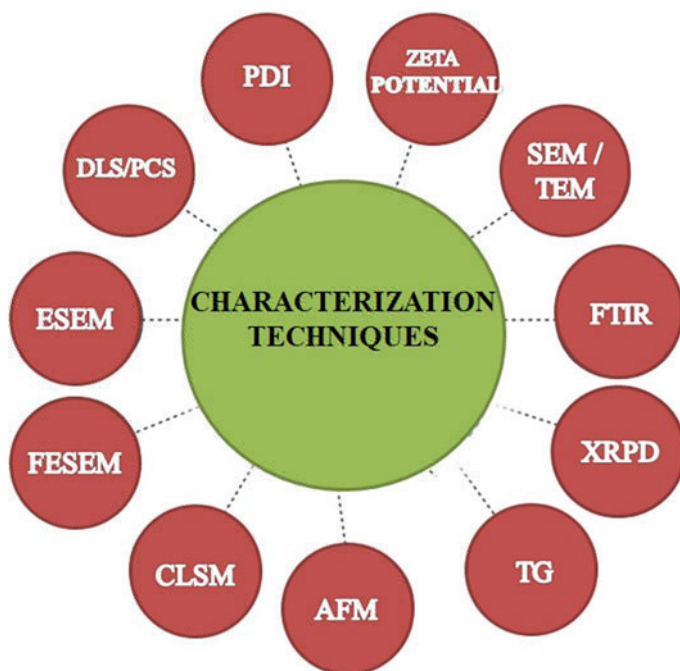 PDI
ZETA
POTENTIAL
DLS/PCS
SEM /
TEM
ESEM
CHARACTERIZATION
TECHNIQUES
FTIR
FESEM
XRPD
CLSM
AFM
TG